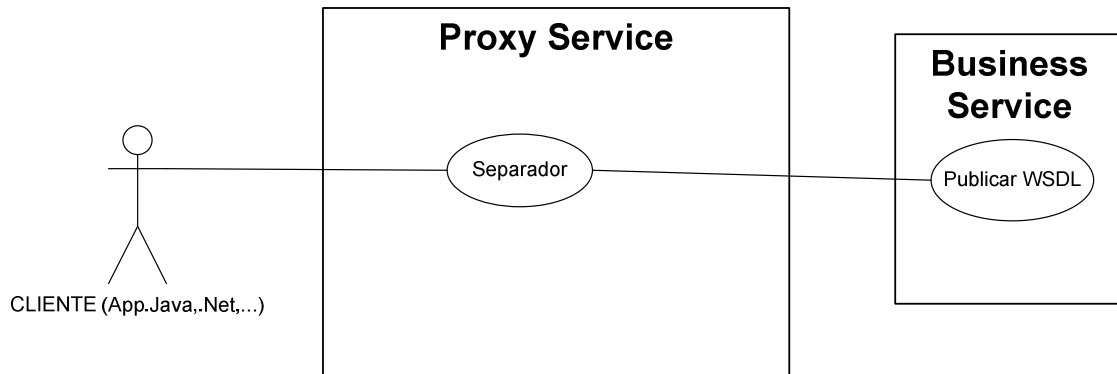 Proxy Service
Business
Service
Separador
Publicar WSDL
CLIENTE (App.Java,.Net,...)